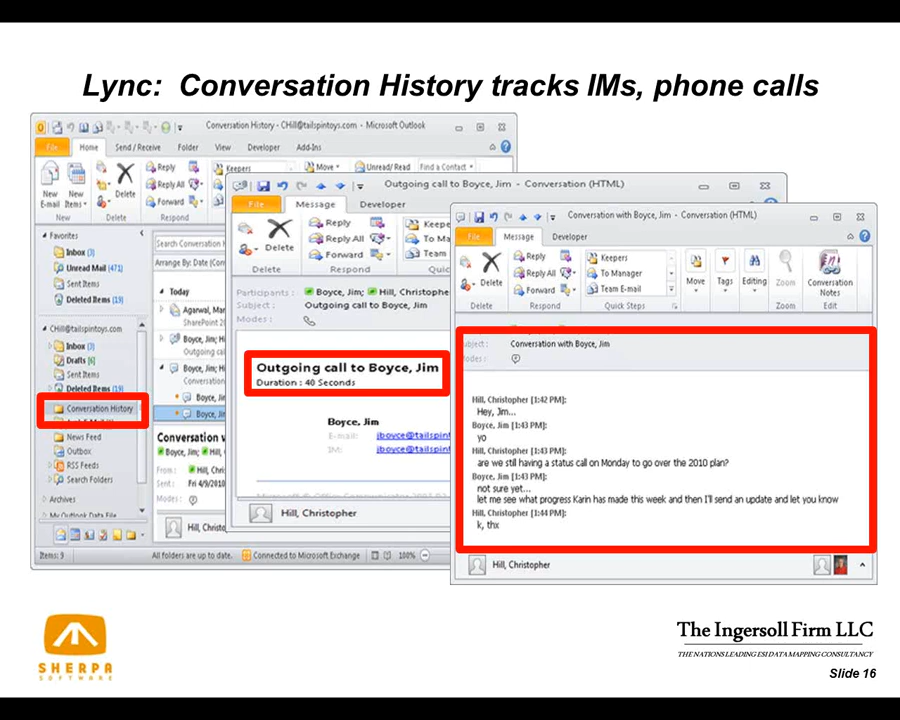 Lync: Conversation History tracks IMs, phone calls
Conversation History - CHill@tailspintoys.com - Microsoft Outlook
File Home Send / Receive Folder View Developer Add-Ins
New E-mail
New Items
Delete
Reply
Reply All
Forward
Keepers
Move
Unread/ Read
Find a Contact
New Delete Respond
Favorites
Inbox (3)
Unread Mail (471)
Sent Items
Deleted Items (19)
CHill@tailspintoys.com
Inbox (3)
Drafts [6]
Sent Items
Deleted Items (19)
Conversation History
News Feed
Outbox
RSS Feeds
Search Folders
Archives
My Outlook Data File
Search Conversation
Arrange By: Date
Today
Agarwal,
SharePoint
Boyce, Jim;
Outgoing
Boyce, Jim;
Conversation
Boyce,
Boyce,
Conversation
Boyce, Jim; Hill,
From: Hill,
Sent: Fri 4/9/2010
Modes:
Hill,
Items: 9 All folders are up to date. Connected to Microsoft Exchange 100%
Outgoing call to Boyce, Jim - Conversation (HTML)
File Message Developer
Delete
Reply
Reply All
Forward
Team
Delete Respond
Participants: Boyce, Jim; Hill,
Subject: Outgoing call to Boyce, Jim
Modes:
Outgoing call to Boyce, Jim
Duration : 40 Seconds
Boyce, Jim
E-mail:
IM:
Hill, Christopher
Conversation with Boyce, Jim - Conversation (HTML)
File Message Developer
Delete
Reply
Reply All
Forward
Keepers
To Manager
Team E-mail
Move
Tags
Editing
Zoom
Conversation Notes
Delete Respond Quick Steps Zoom Edit
Conversation with Boyce, Jim
Hill, Christopher [1:42 PM]:
Hey, Jim...
Boyce, Jim [1:43 PM]:
yo
Hill, Christopher [1:43 PM]:
are we still having a status call on Monday to go over the 2010 plan?
Boyce, Jim [1:43 PM]:
not sure yet...
let me see what progress Karin has made this week and then I'll send an update and let you know
Hill, Christopher [1:44 PM]:
k, thx
Hill, Christopher
SHERPA
SOFTWARE
The Ingersoll Firm LLC
THE NATIONS LEADING ESI DATA MAPPING CONSULTANCY
Slide 16